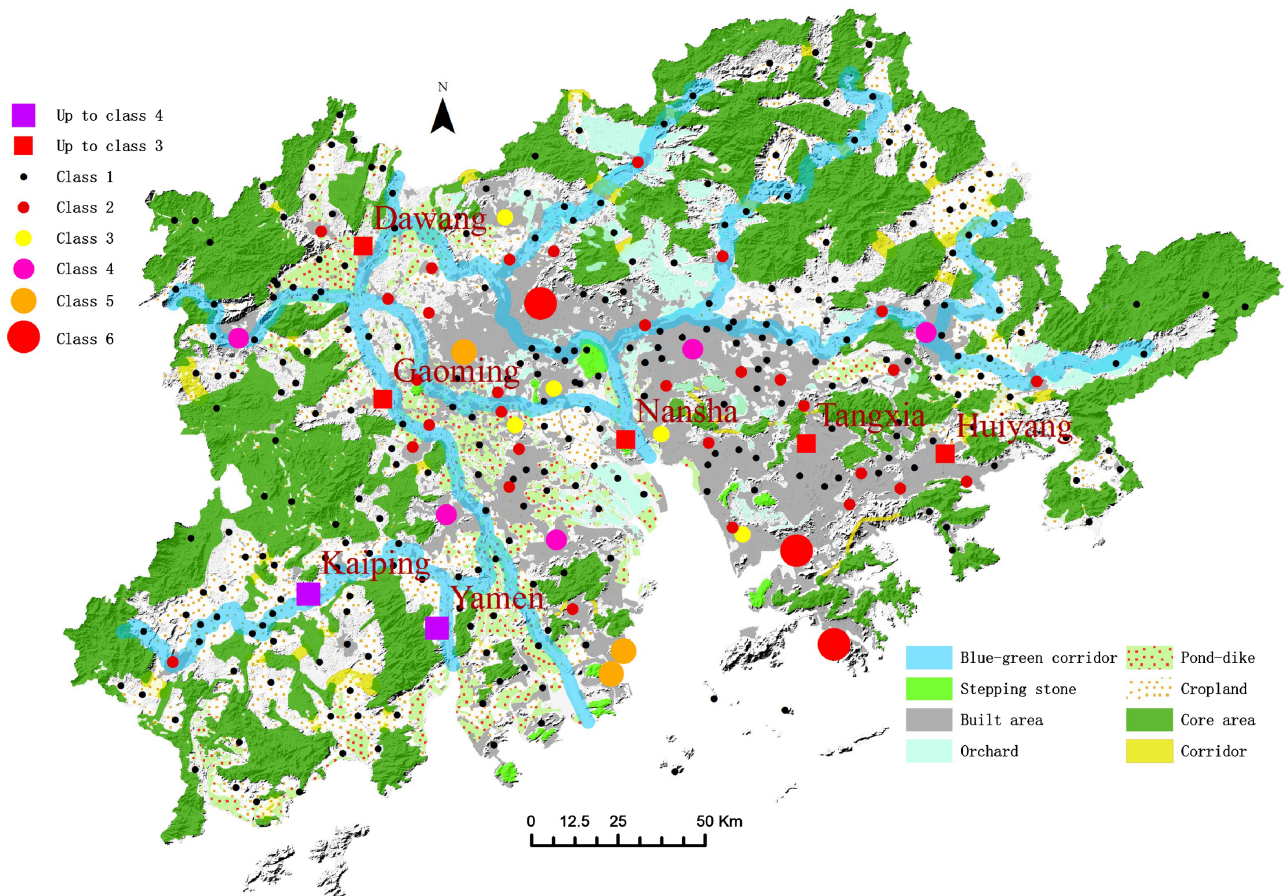 N
Up to class 4
Up to class 3
Class 1
Class 2
Class 3
Class 4
Class 5
Class 6
Dawang
Gaoming
Nansha
Tangxia
Huiyang
Kaiping
Yamen
Blue-green corridor
Stepping stone
Built area
Orchard
Pond-dike
Cropland
Core area
Corridor
0 12.5 25 50 Km